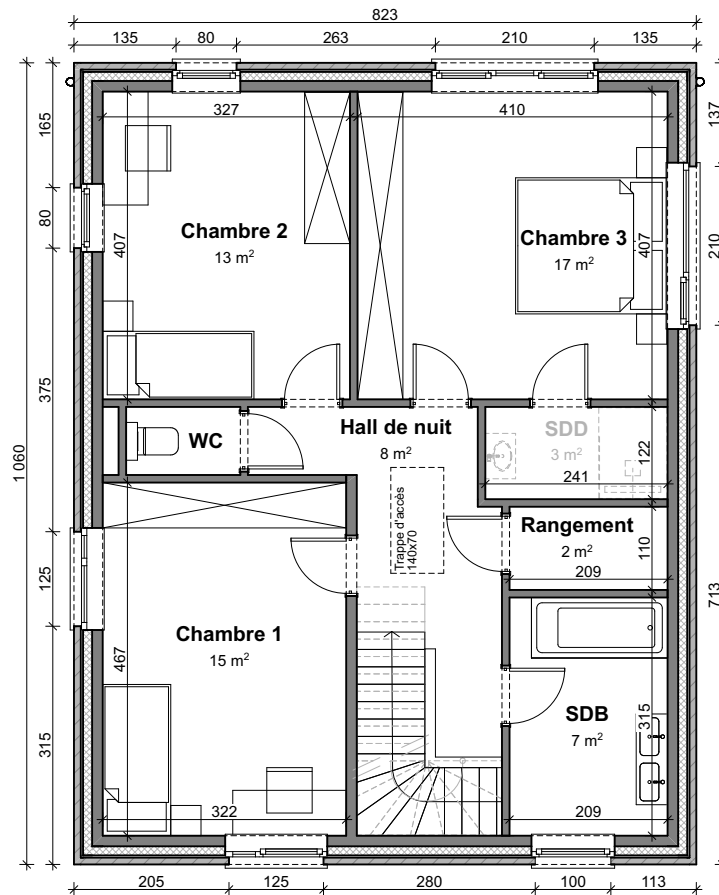 823
135 80 263 210 135
327 410
165
137
Chambre 2
13 m²
Chambre 3
17 m²
80
407
407
210
375
1060
WC
Hall de nuit
8 m²
SDD
3 m²
122
241
Trappe d'accès
140x70
Rangement
2 m²
110
209
125
713
Chambre 1
15 m²
467
SDB
7 m²
315
315
322
209
205 125 280 100 113